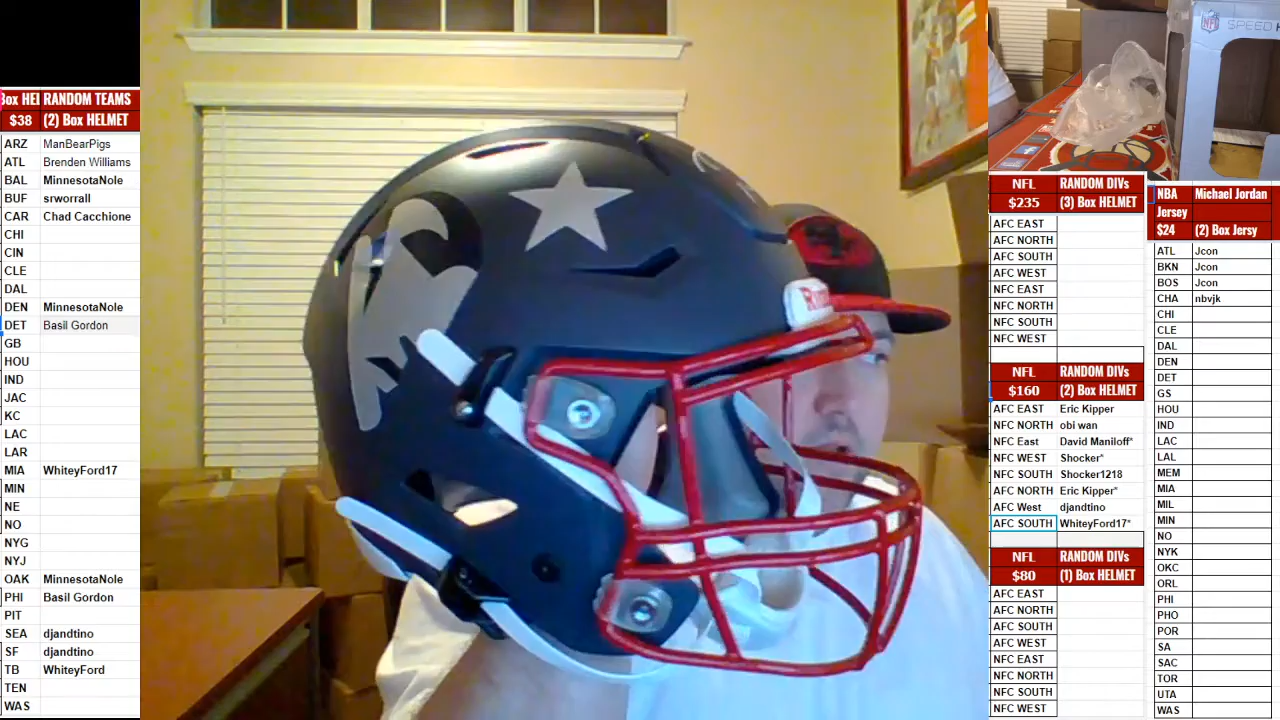 Box HEI RANDOM TEAMS
$38 (2) Box HELMET
ARZ ManBearPigs
ATL Brenden Williams
BAL MinnesotaNole
BUF srworrall
CAR Chad Cacchione
CHI
CIN
CLE
DAL
DEN MinnesotaNole
DET Basil Gordon
GB
HOU
IND
JAC
KC
LAC
LAR
MIA WhiteyFord17
MIN
NE
NO
NYG
NYJ
OAK MinnesotaNole
PHI Basil Gordon
PIT
SEA djandtino
SF djandtino
TB WhiteyFord
TEN
WAS
NFL
SPEED
NFL RANDOM DIVs
$235 (3) Box HELMET
AFC EAST
AFC NORTH
AFC SOUTH
AFC WEST
NFC EAST
NFC NORTH
NFC SOUTH
NFC WEST
NFL RANDOM DIVs
$160 (2) Box HELMET
AFC EAST Eric Kipper
NFC NORTH obi wan
NFC East David Maniloff*
NFC WEST Shocker*
NFC SOUTH Shocker1218
AFC NORTH Eric Kipper*
AFC West djandtino
AFC SOUTH WhiteyFord17*
NFL RANDOM DIVs
$80 (1) Box HELMET
AFC EAST
AFC NORTH
AFC SOUTH
AFC WEST
NFC EAST
NFC NORTH
NFC SOUTH
NFC WEST
NBA Michael Jordan
Jersey
$24 (2) Box Jersy
ATL Jcon
BKN Jcon
BOS Jcon
CHA nbvjk
CHI
CLE
DAL
DEN
DET
GS
HOU
IND
LAC
LAL
MEM
MIA
MIL
MIN
NO
NYK
OKC
ORL
PHI
PHO
POR
SA
SAC
TOR
UTA
WAS